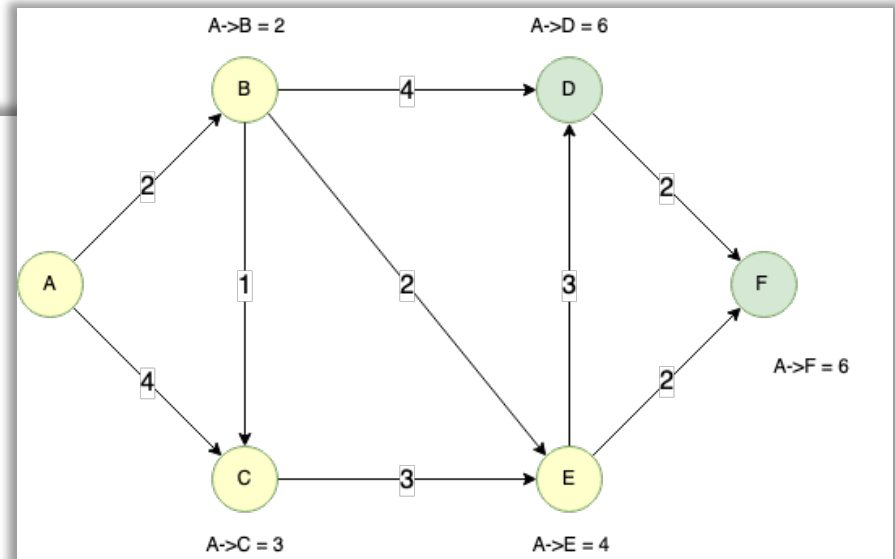 A->B = 2
A->D = 6
B
4
D
2
2
A
1
2
3
F
4
2
A->F = 6
C
3
E
A->C = 3
A->E = 4